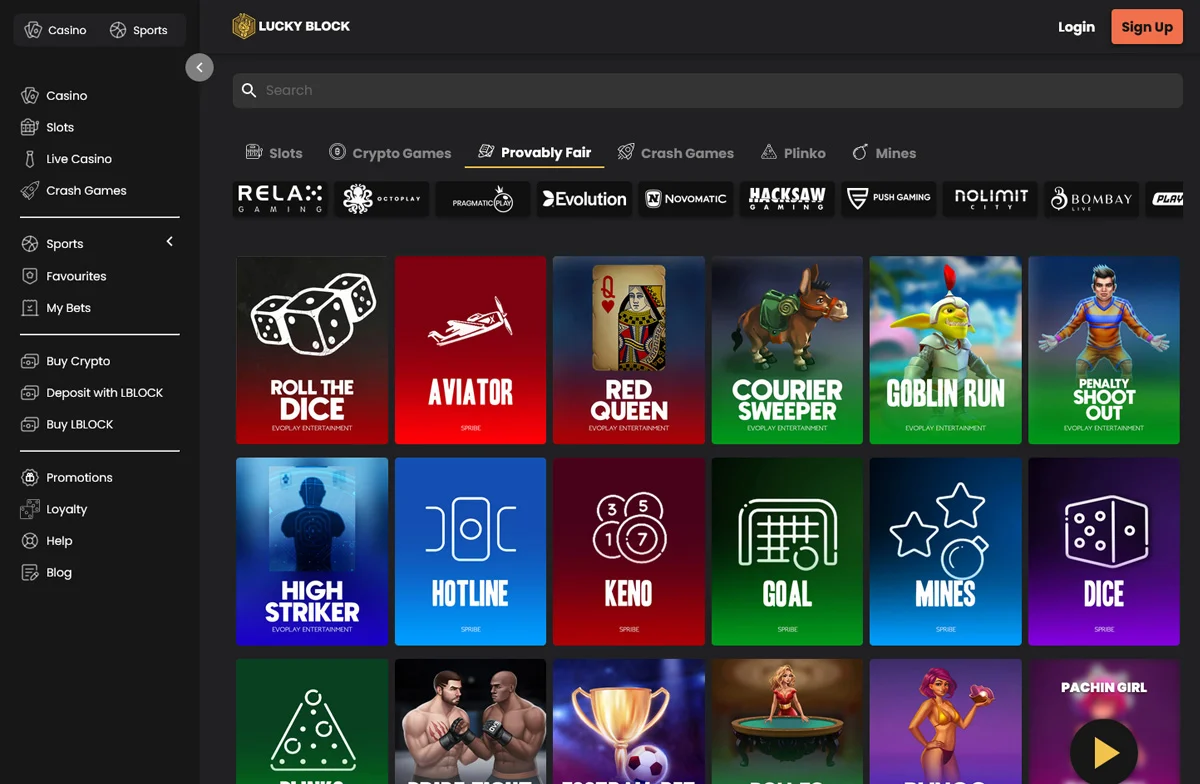 Casino
Sports
LUCKY BLOCK
Login
Sign Up
Search
Casino
Slots
Live Casino
Crash Games
Sports
Favourites
My Bets
Buy Crypto
Deposit with LBLOCK
Buy LBLOCK
Promotions
Loyalty
Help
Blog
Slots
Crypto Games
Provably Fair
Crash Games
Plinko
Mines
RELAX
GAMING
OCTOPLAY
PRAGMATIC PLAY
Evolution
NOVOMATIC
HACKSAW
GAMING
PUSH GAMING
NOLIMIT
CITY
BOMBAY
LIVE
ROLL THE
DICE
EVOPLAY ENTERTAINMENT
AVIATOR
SPRIBE
Q
RED
QUEEN
EVOPLAY ENTERTAINMENT
COURIER
SWEEPER
EVOPLAY ENTERTAINMENT
GOBLIN RUN
EVOPLAY ENTERTAINMENT
PENALTY
SHOOT
OUT
EVOPLAY ENTERTAINMENT
HIGH
STRIKER
EVOPLAY ENTERTAINMENT
HOTLINE
SPRIBE
3 5
1 7
KENO
SPRIBE
GOAL
SPRIBE
MINES
SPRIBE
DICE
SPRIBE
PACHIN GIRL